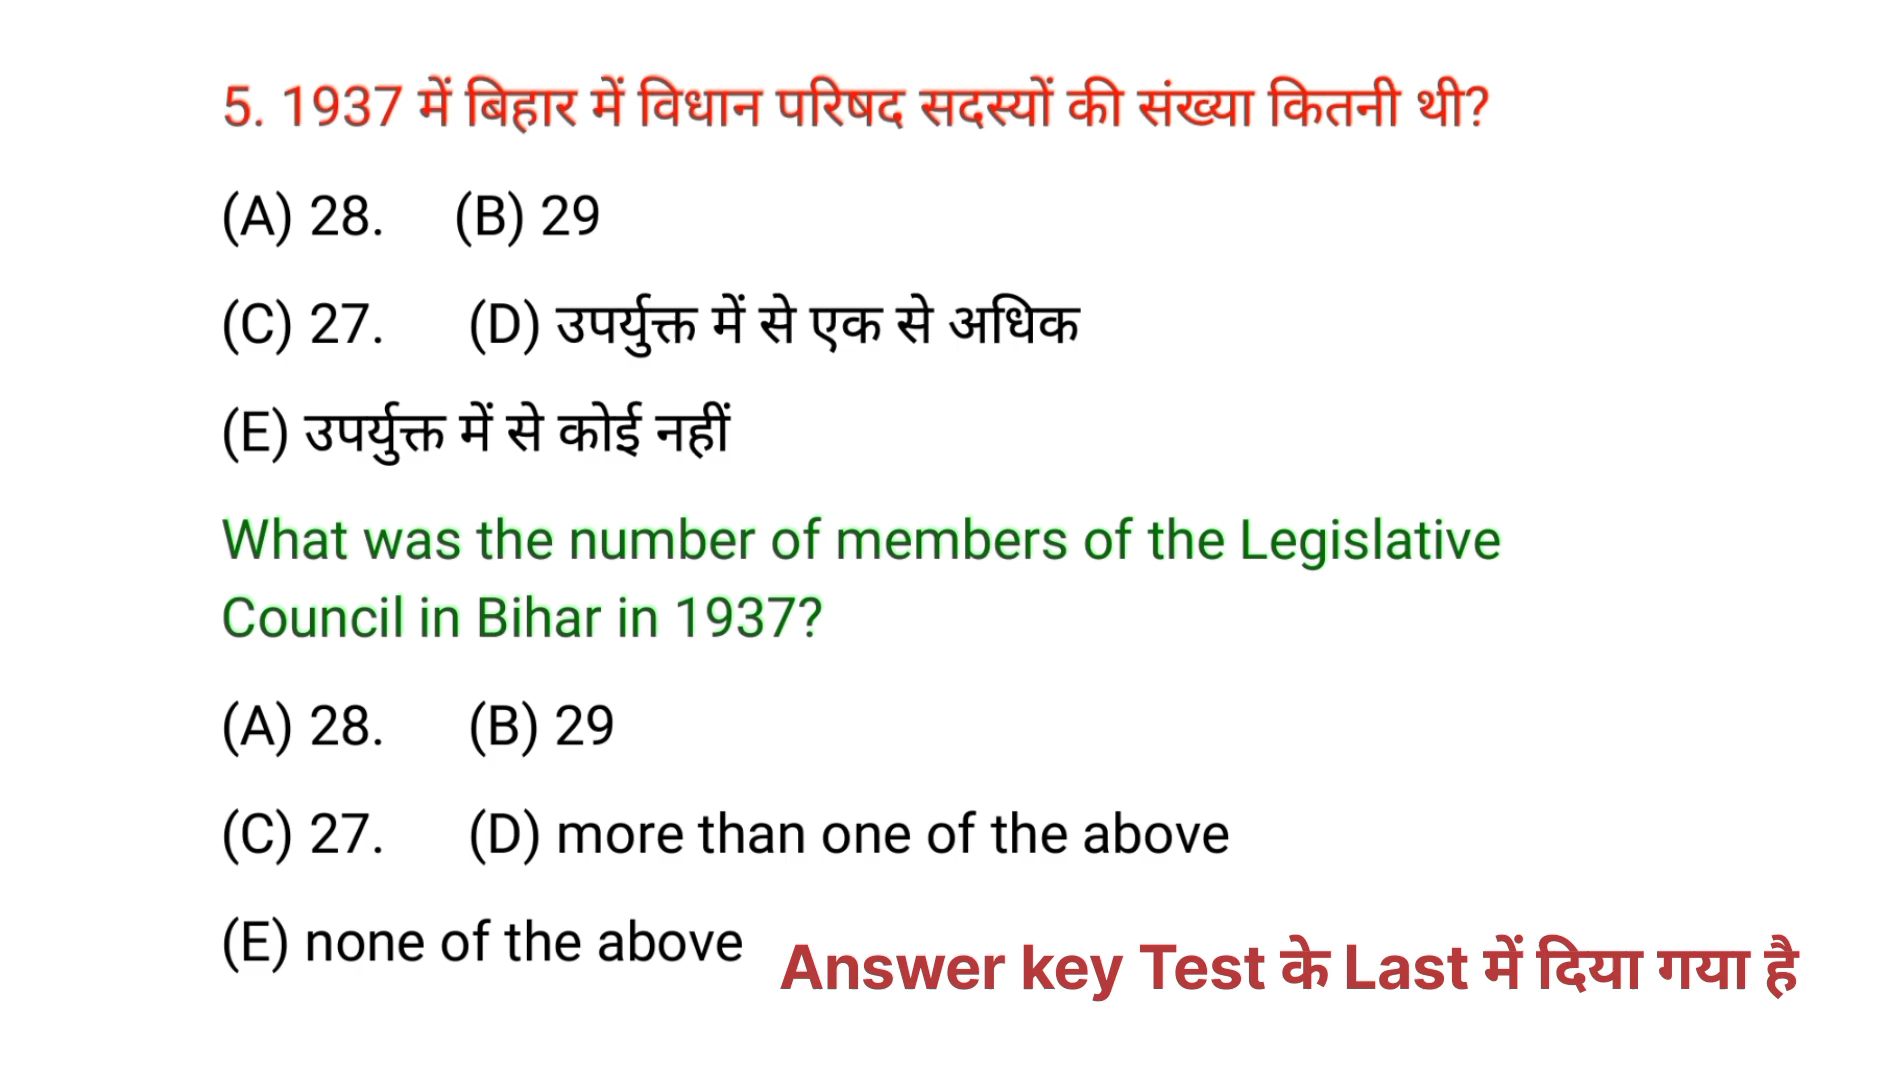 5. 1937 में बिहार में विधान परिषद सदस्यों की संख्या कितनी थी?
(A) 28. (B) 29
(C) 27. (D) उपर्युक्त में से एक से अधिक
(E) उपर्युक्त में से कोई नहीं
What was the number of members of the Legislative
Council in Bihar in 1937?
(A) 28. (B) 29
(C) 27. (D) more than one of the above
(E) none of the above
Answer key Test के Last में दिया गया है